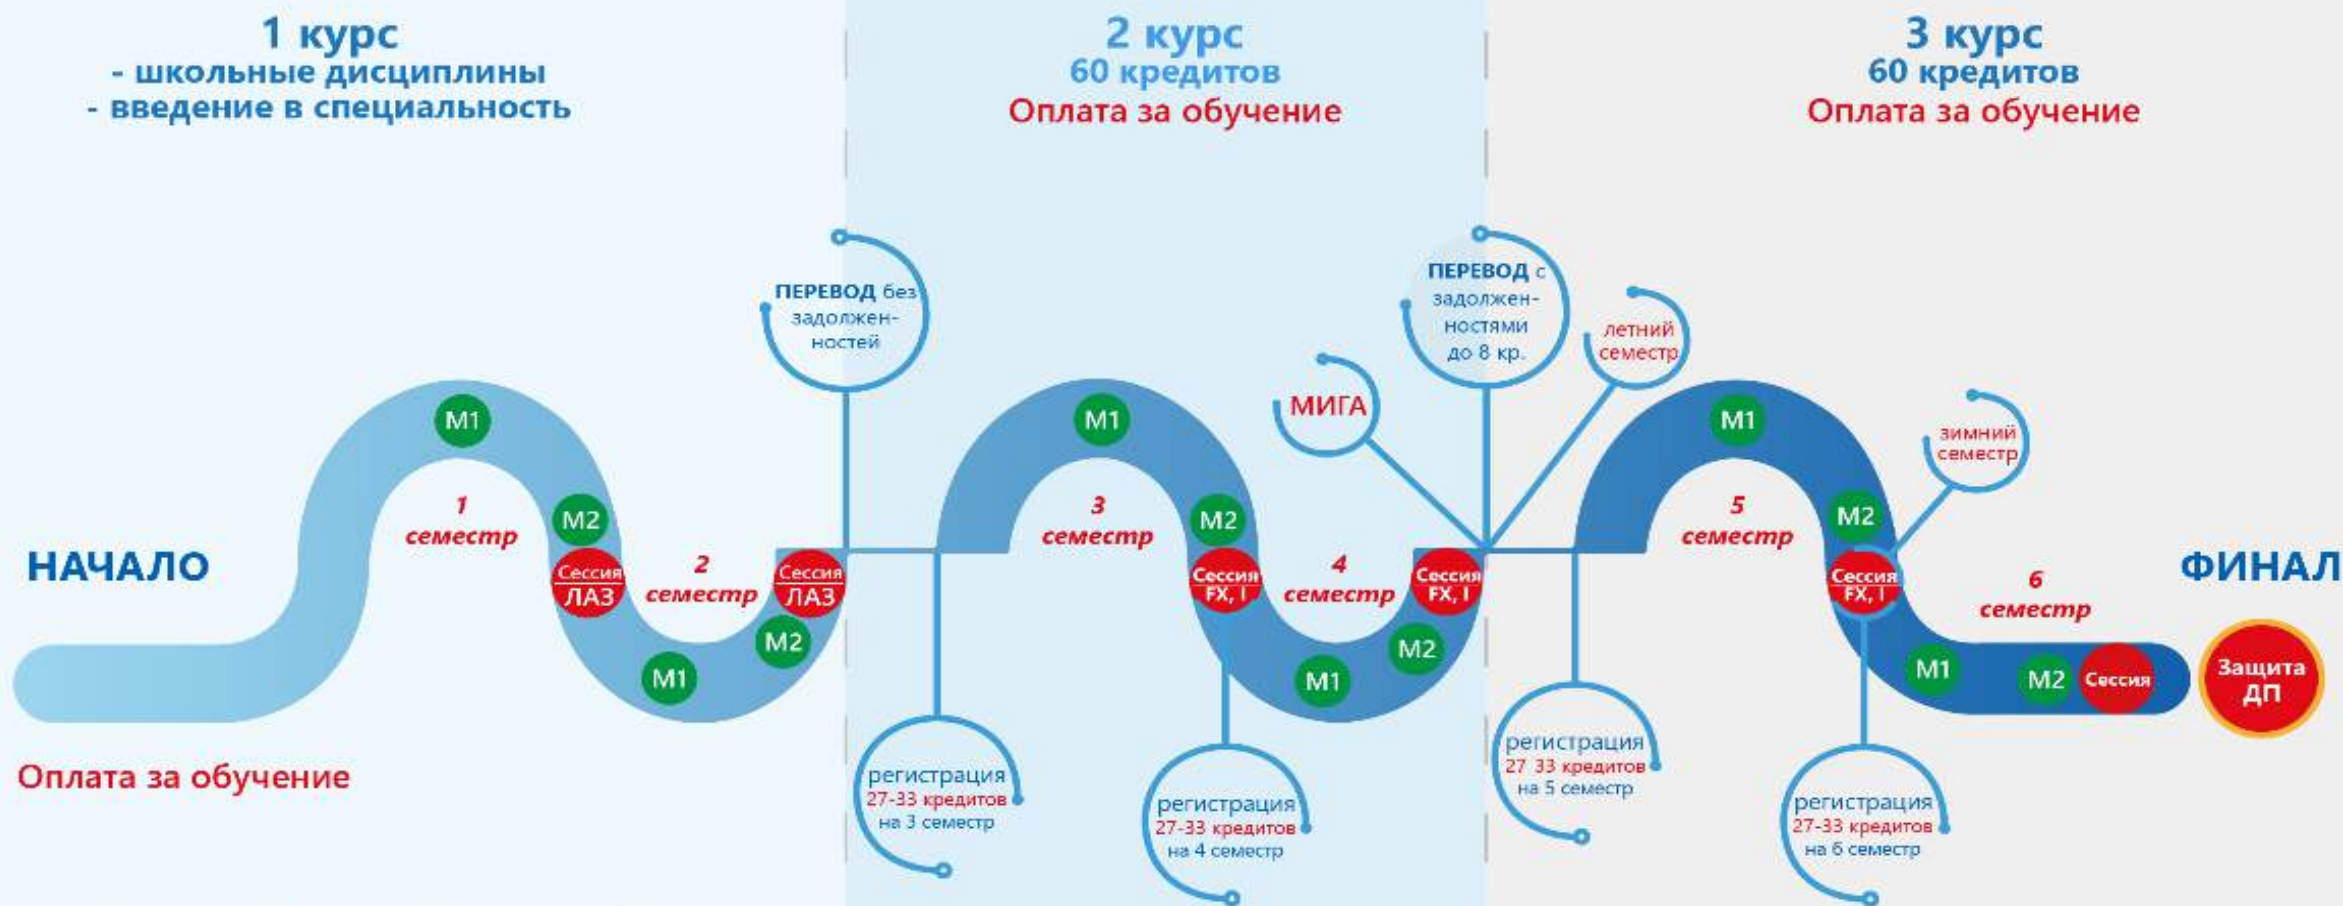 1 курс
- школьные дисциплины
- введение в специальность
2 курс
60 кредитов
Оплата за обучение
3 курс
60 кредитов
Оплата за обучение
НАЧАЛО
Оплата за обучение
М1
1
семестр
М2
Сессия
ЛАЗ
2
семестр
М1
М2
Сессия
ЛАЗ
ПЕРЕВОД без
задолжен-
ностей
регистрация
27-33 кредитов
на 3 семестр
М1
3
семестр
М2
Сессия
FX, I
регистрация
27-33 кредитов
на 4 семестр
4
семестр
М1
М2
Сессия
FX, I
МИГА
ПЕРЕВОД с
задолжен-
ностями
до 8 кр.
летний
семестр
регистрация
27 33 кредитов
на 5 семестр
М1
5
семестр
М2
Сессия
FX, I
зимний
семестр
регистрация
27-33 кредитов
на 6 семестр
6
семестр
М1
М2
Сессия
ФИНАЛ
Защита
ДП